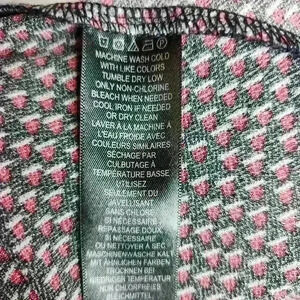 MACHINE WASH COLD
WITH LIKE COLORS
TUMBLE DRY LOW
ONLY NON-CHLORINE
BLEACH WHEN NEEDED
COOL IRON IF NEEDED
OR DRY CLEAN
LAVER À LA MACHINE À
L'EAU FROIDE AVEC
COULEURS SIMILAIRES
SÉCHAGE PAR
CULBUTAGE À
TEMPÉRATURE BASSE
UTILISEZ
SEULEMENT DU
JAVELLISANT
SANS CHLORE
SI NÉCESSAIRE
REPASSAGE DOUX
SI NÉCESSAIRE
OU NETTOYER À SEC
MASCHINENWÄSCHE KALT
MIT ÄHNLICHEN FARBEN
TROCKNEN BEI
NIEDRIGER TEMPERATUR
NUR CHLORFREIES
BLEICHMITTEL